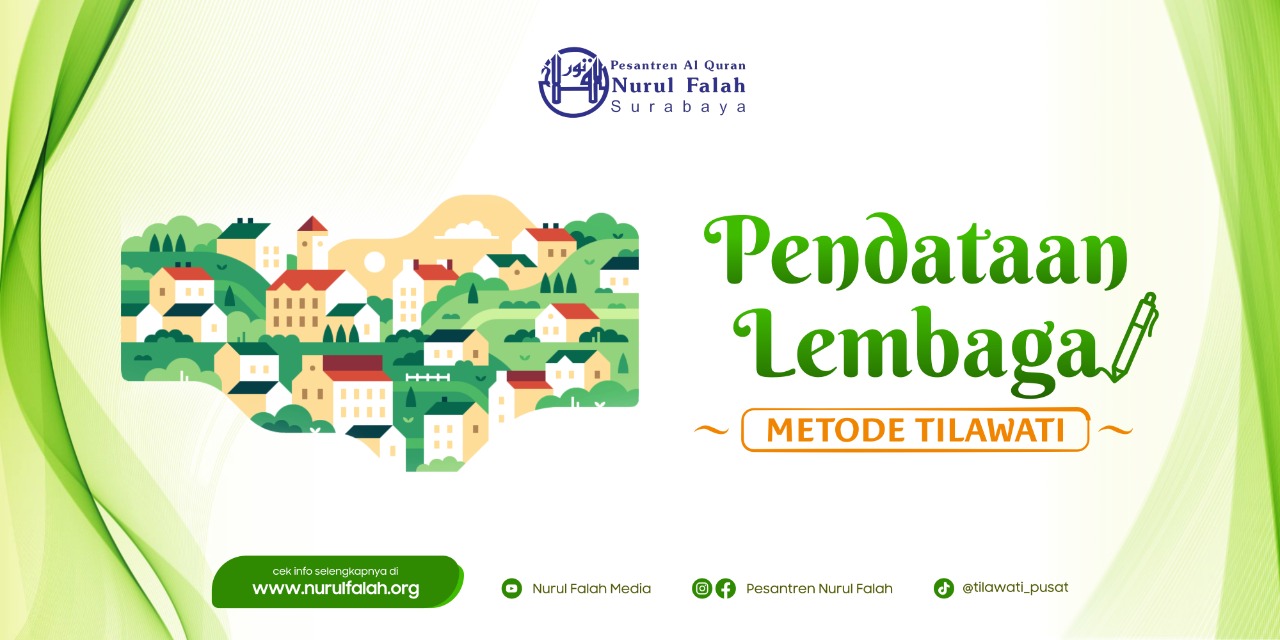 Pesantren Al Quran
Nurul Falah
Surabaya
Pendataan
Lembaga
METODE TILAWATI
cek info selengkapnya di
www.nurulfalah.org
Nurul Falah Media
Pesantren Nurul Falah
@tilawati_pusat